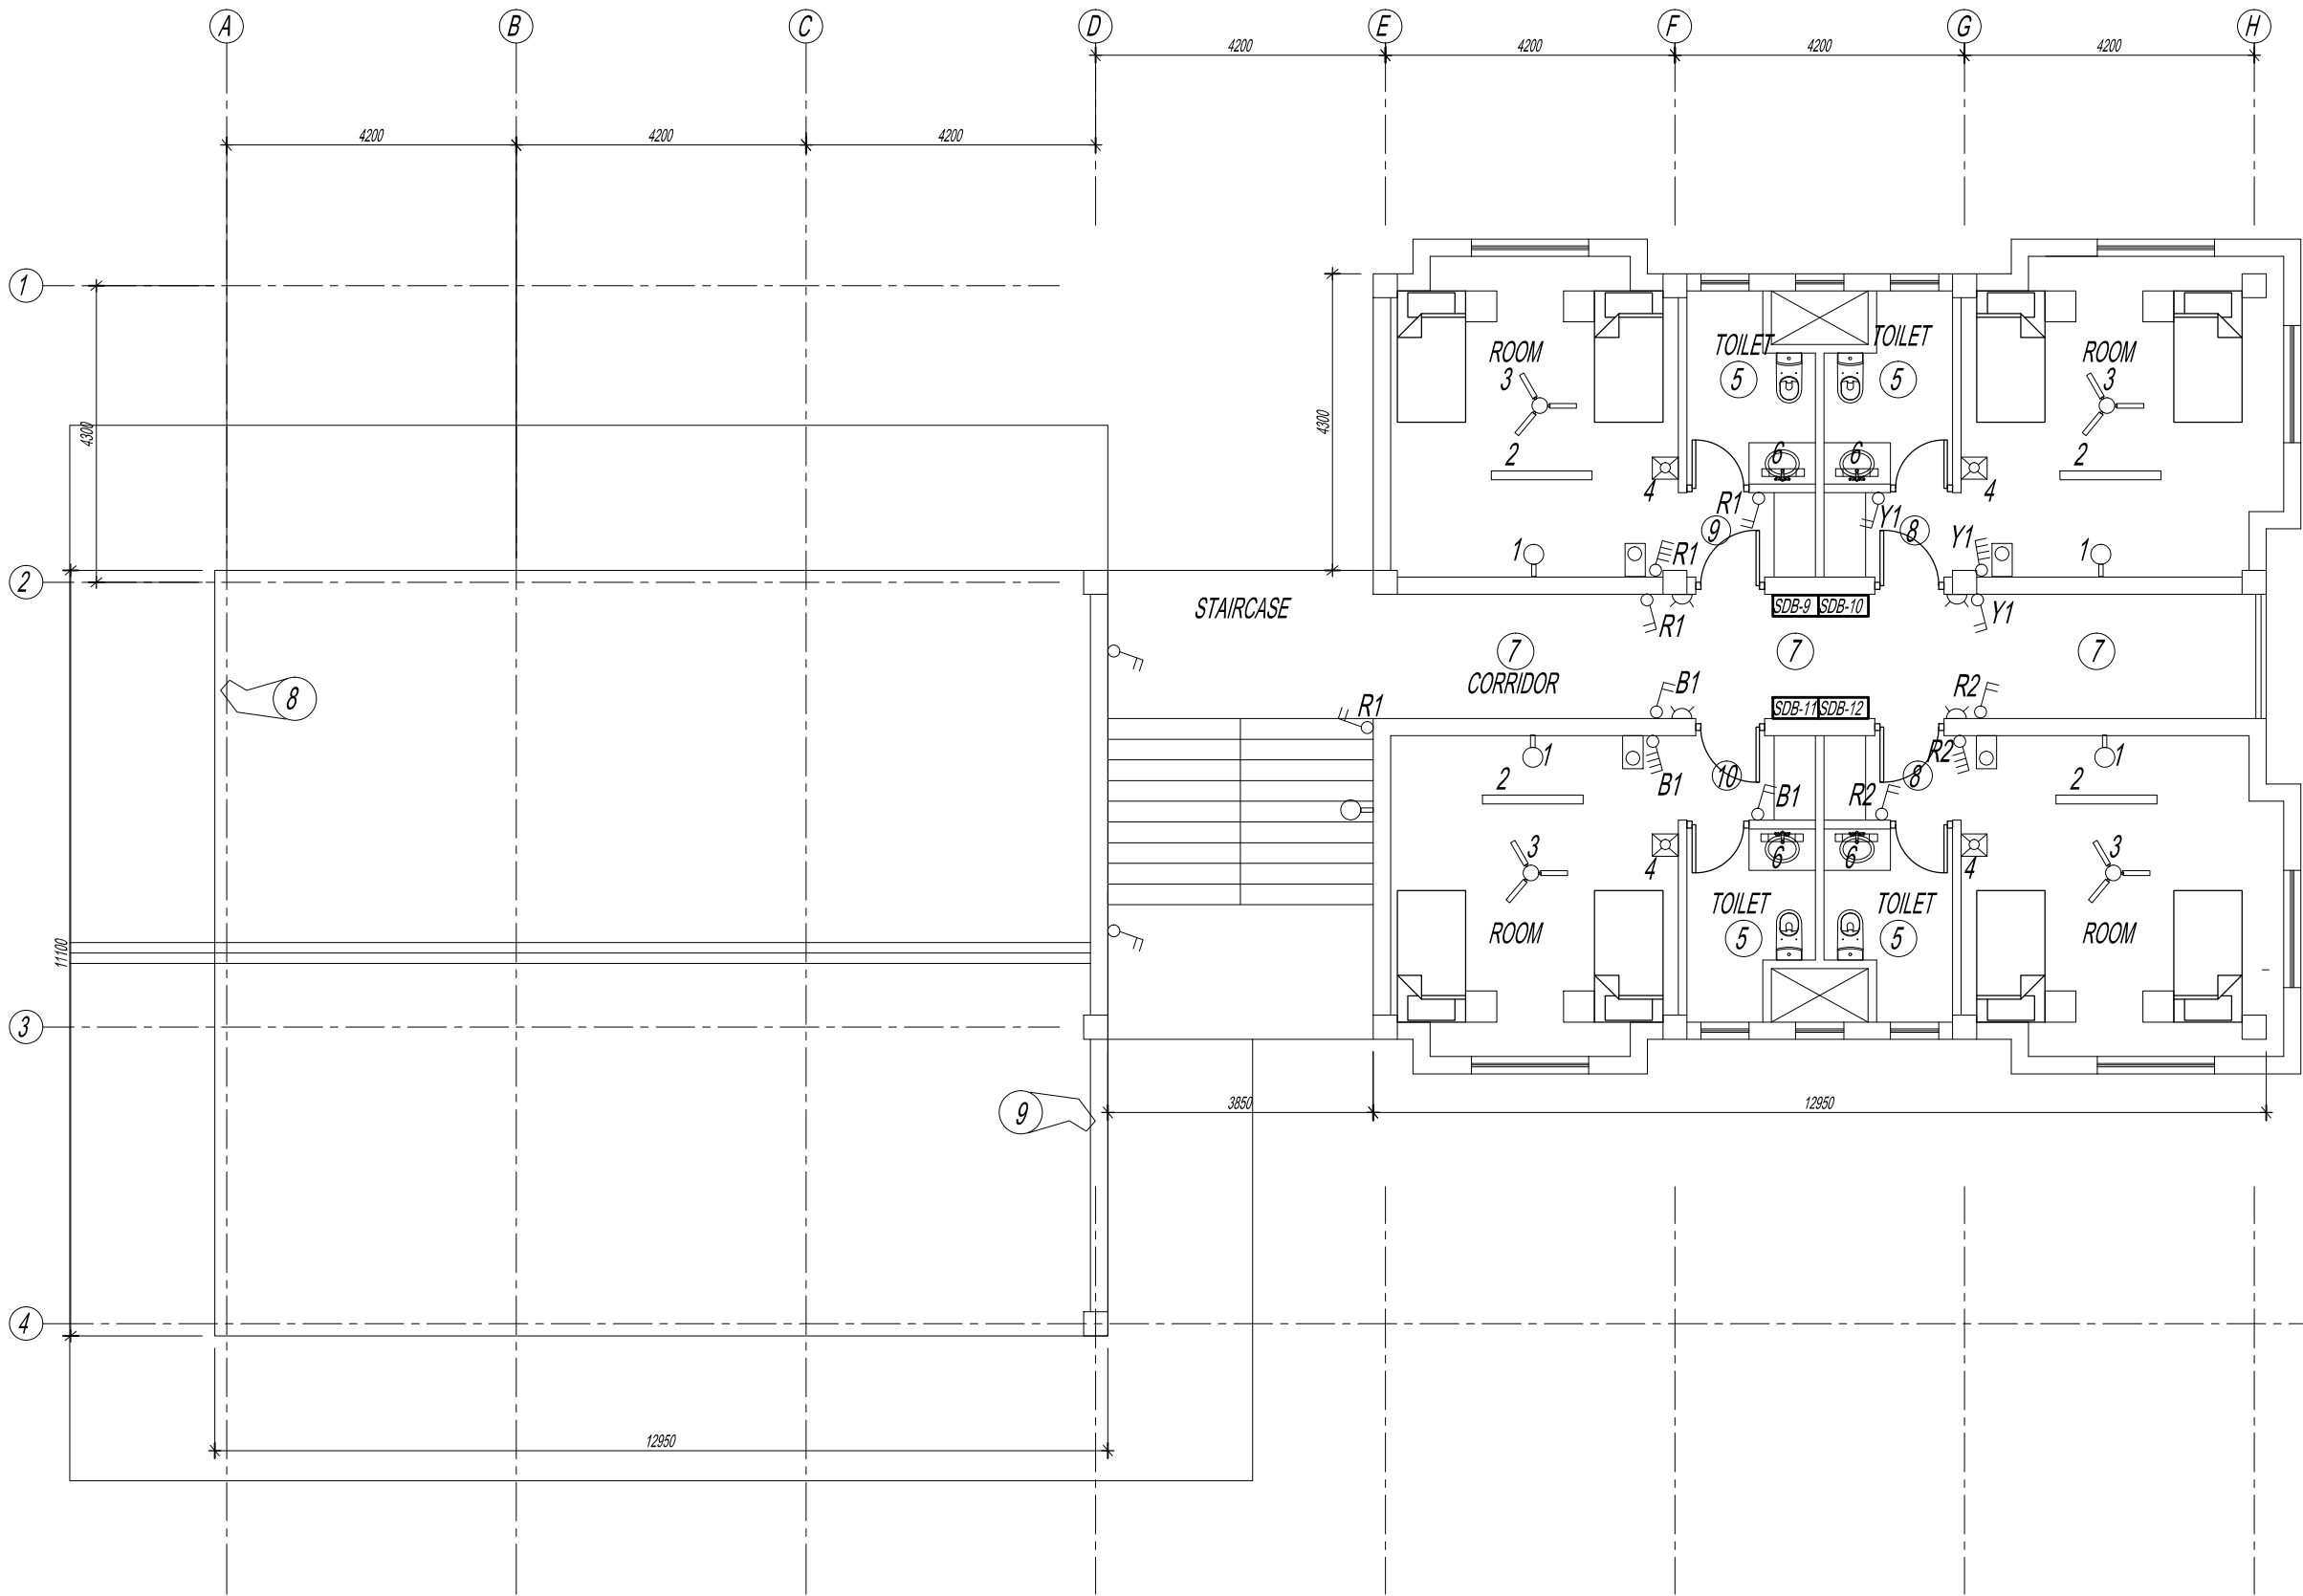 A B C D E F G H
4200 4200 4200 4200
4200 4200 4200
1
4300
4300
TOILET TOILET
ROOM ROOM
3 5 5 3
2 6 6 2
4 4
R1 Y1
9 8 Y1
1 R1 1
2
STAIRCASE
SDB-9 SDB-10
R1 Y1
7 7 7
CORRIDOR
B1 R2
8
R1
SDB-11 SDB-12
1 R2 1
2 B1 10 8 2
B1 R2
3 6 6 3
4 4
TOILET TOILET
ROOM 5 5 ROOM
11100
3
9
3850 12950
4
12950